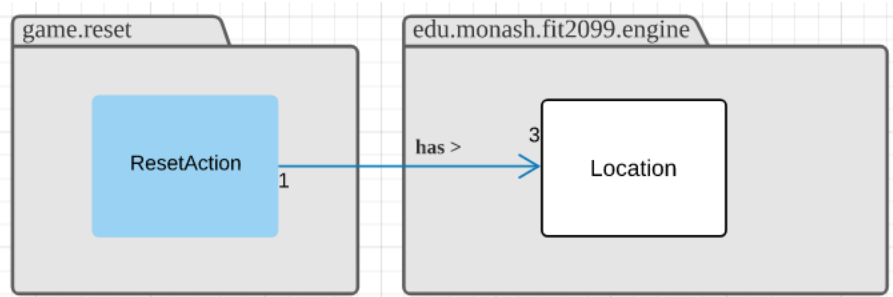 game.reset
edu.monash.fit2099.engine
ResetAction
1
has >
3
Location